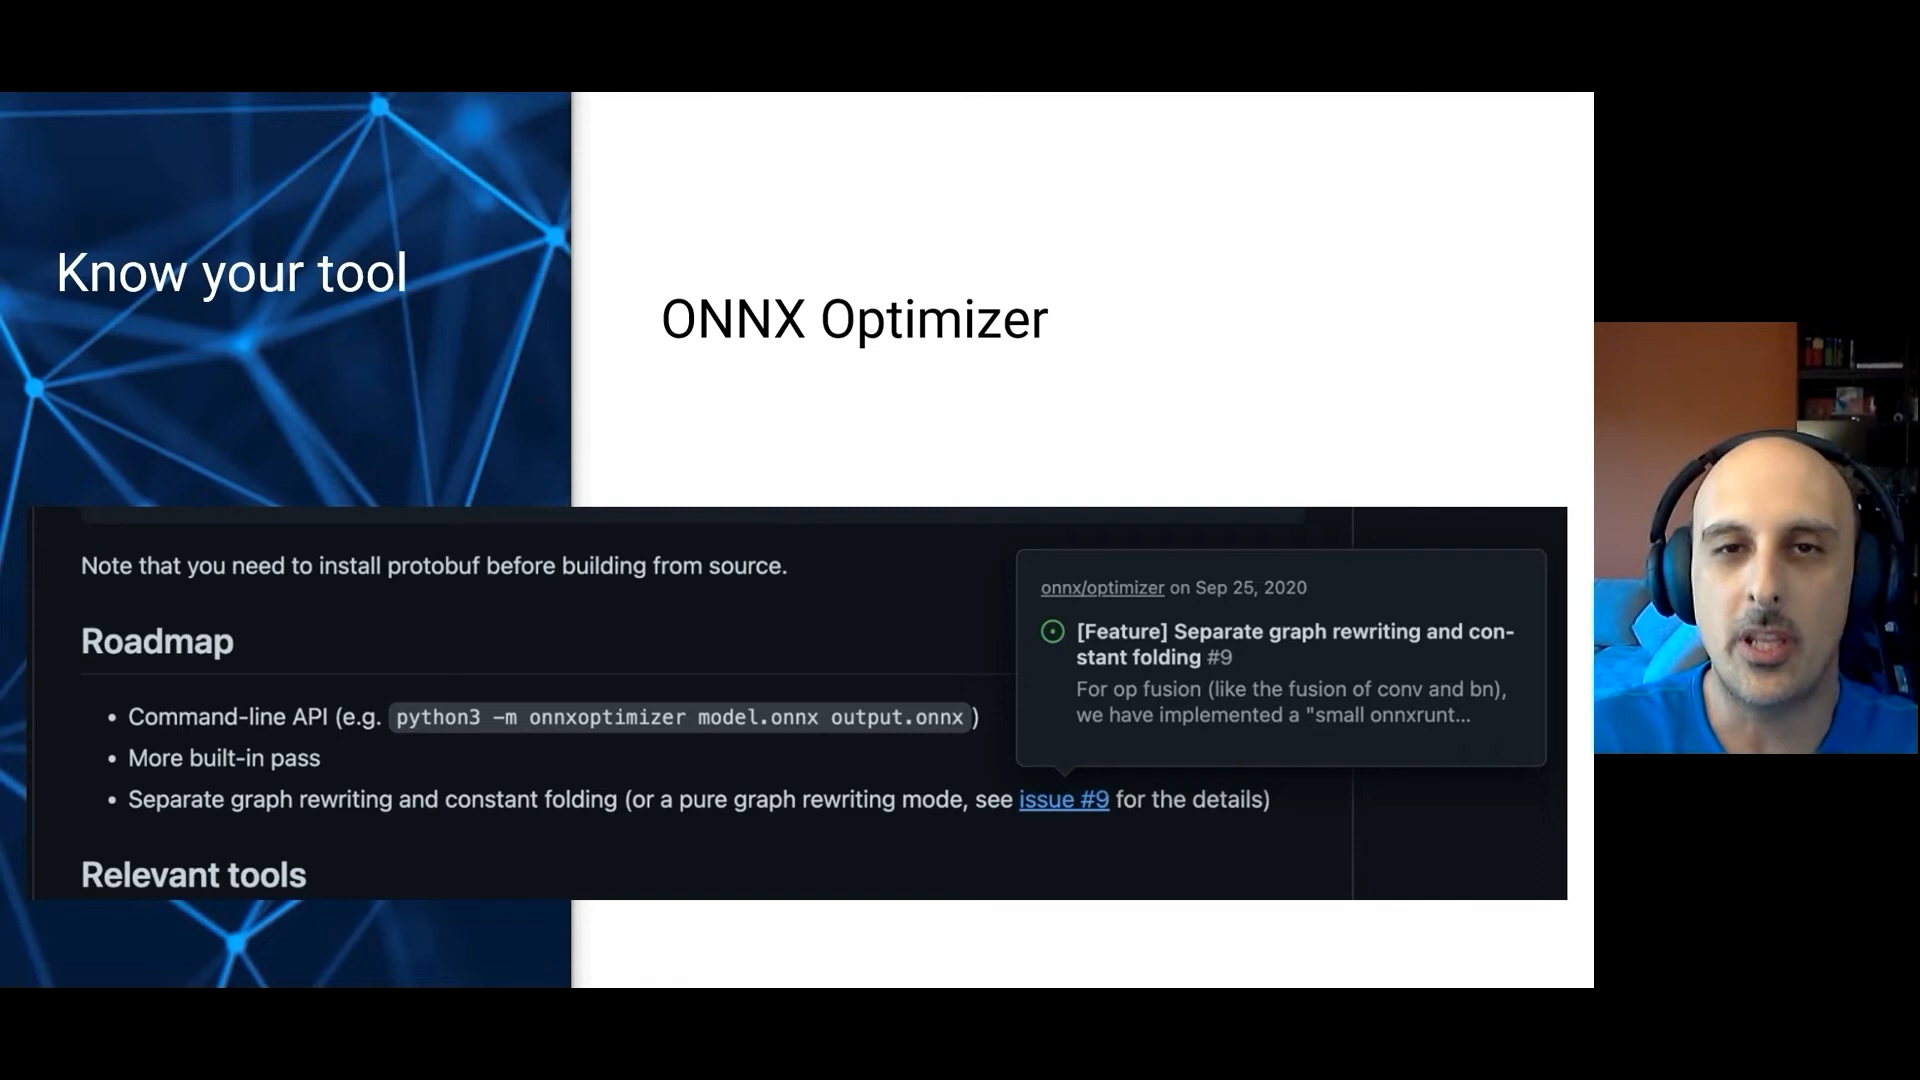 Know your tool
ONNX Optimizer
Note that you need to install protobuf before building from source.
Roadmap
• Command-line API (e.g. python3 -m onnxoptimizer model.onnx output.onnx)
• More built-in pass
• Separate graph rewriting and constant folding (or a pure graph rewriting mode, see issue #9 for the details)
Relevant tools
onnx/optimizer on Sep 25, 2020
[Feature] Separate graph rewriting and con-
stant folding #9
For op fusion (like the fusion of conv and bn),
we have implemented a "small onnxrunt...